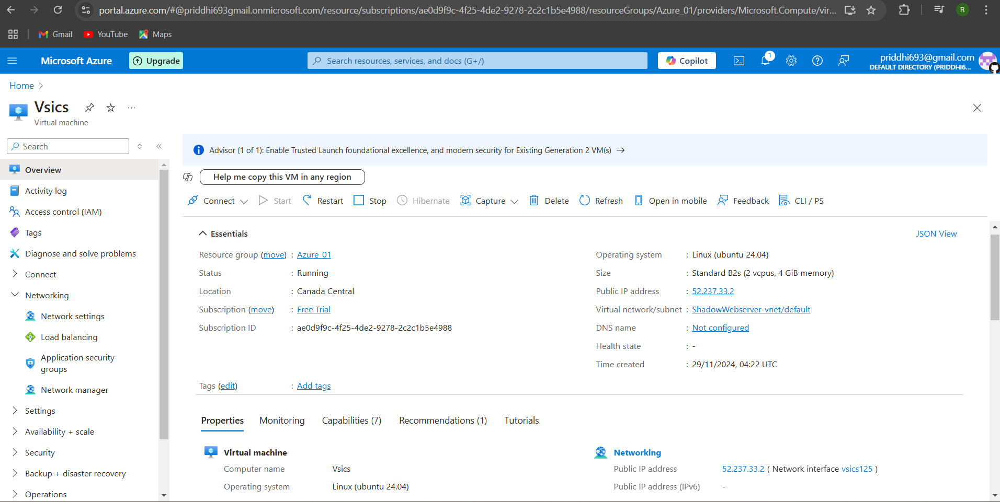 portal.azure.com/#@priddhi693gmail.onmicrosoft.com/resource/subscriptions/ae0d9f9c-4f25-4de2-9278-2c2c1b5e4988/resourceGroups/Azure_01/providers/Microsoft.Compute/vir...
R
Gmail YouTube Maps
Microsoft Azure
Upgrade
Search resources, services, and docs (G+/)
Copilot
1
priddhi693@gmail.com
DEFAULT DIRECTORY (PRIDDHI6...
Home
Vsics
Virtual machine
Search
Overview
Activity log
Access control (IAM)
Tags
Diagnose and solve problems
Connect
Networking
Network settings
Load balancing
Application security
groups
Network manager
Settings
Availability + scale
Security
Backup + disaster recovery
Operations
Advisor (1 of 1): Enable Trusted Launch foundational excellence, and modern security for Existing Generation 2 VM(s)
Help me copy this VM in any region
Connect Start Restart Stop Hibernate Capture Delete Refresh Open in mobile Feedback CLI / PS
Essentials
JSON View
Resource group (move) : Azure_01
Status : Running
Location : Canada Central
Subscription (move) : Free Trial
Subscription ID : ae0d9f9c-4f25-4de2-9278-2c2c1b5e4988
Operating system : Linux (ubuntu 24.04)
Size : Standard B2s (2 vcpus, 4 GiB memory)
Public IP address : 52.237.33.2
Virtual network/subnet : ShadowWebserver-vnet/default
DNS name : Not configured
Health state : -
Time created : 29/11/2024, 04:22 UTC
Tags (edit) : Add tags
Properties Monitoring Capabilities (7) Recommendations (1) Tutorials
Virtual machine
Computer name Vsics
Operating system Linux (ubuntu 24.04)
Networking
Public IP address 52.237.33.2 ( Network interface vsics125 )
Public IP address (IPv6) -